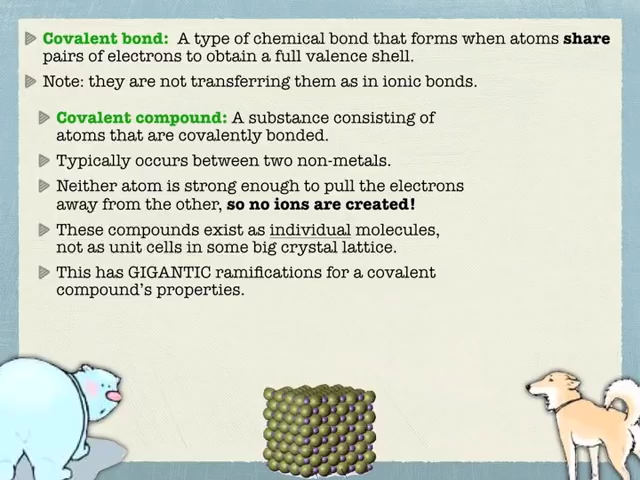 Covalent bond: A type of chemical bond that forms when atoms share
pairs of electrons to obtain a full valence shell.
Note: they are not transferring them as in ionic bonds.
Covalent compound: A substance consisting of
atoms that are covalently bonded.
Typically occurs between two non-metals.
Neither atom is strong enough to pull the electrons
away from the other, so no ions are created!
These compounds exist as individual molecules,
not as unit cells in some big crystal lattice.
This has GIGANTIC ramifications for a covalent
compound's properties.